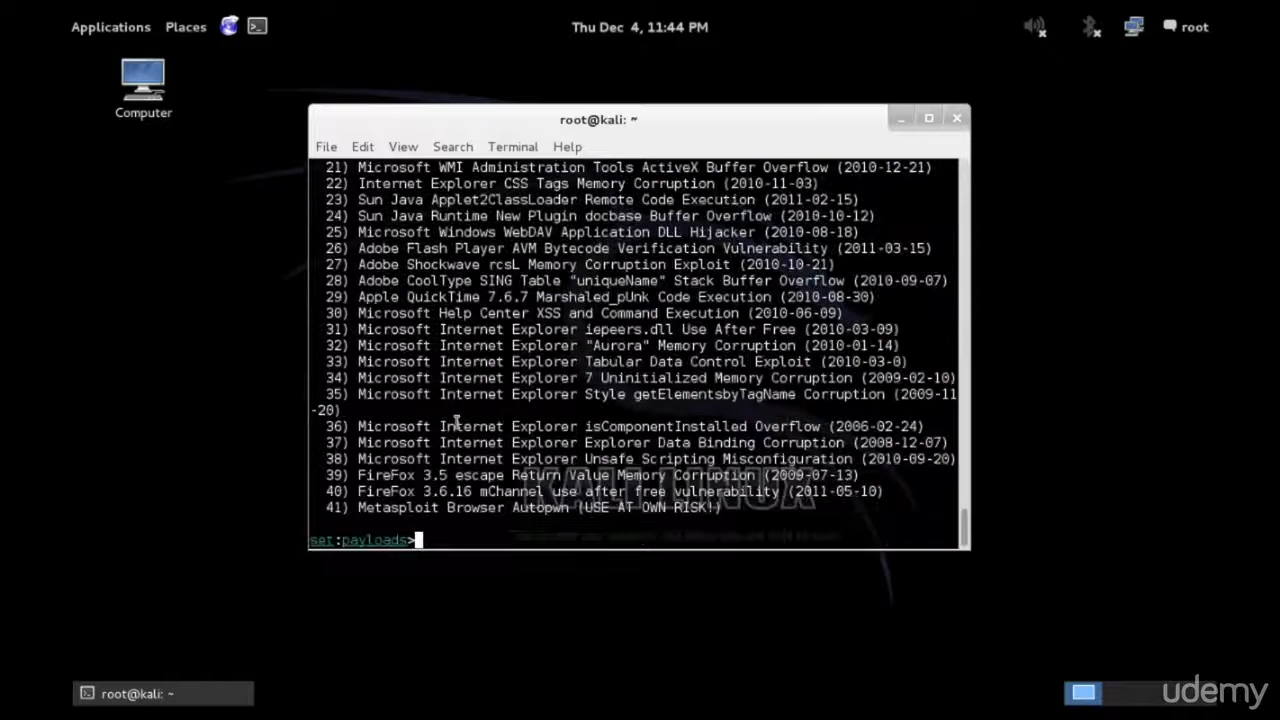 Applications Places Thu Dec 4, 11:44 PM root
Computer
root@kali: ~
File Edit View Search Terminal Help
21) Microsoft WMI Administration Tools ActiveX Buffer Overflow (2010-12-21)
22) Internet Explorer CSS Tags Memory Corruption (2010-11-03)
23) Sun Java Applet2ClassLoader Remote Code Execution (2011-02-15)
24) Sun Java Runtime New Plugin docbase Buffer Overflow (2010-10-12)
25) Microsoft Windows WebDAV Application DLL Hijacker (2010-08-18)
26) Adobe Flash Player AVM Bytecode Verification Vulnerability (2011-03-15)
27) Adobe Shockwave rcsL Memory Corruption Exploit (2010-10-21)
28) Adobe CoolType SING Table "uniqueName" Stack Buffer Overflow (2010-09-07)
29) Apple QuickTime 7.6.7 Marshaled_pUnk Code Execution (2010-08-30)
30) Microsoft Help Center XSS and Command Execution (2010-06-09)
31) Microsoft Internet Explorer iepeers.dll Use After Free (2010-03-09)
32) Microsoft Internet Explorer "Aurora" Memory Corruption (2010-01-14)
33) Microsoft Internet Explorer Tabular Data Control Exploit (2010-03-0)
34) Microsoft Internet Explorer 7 Uninitialized Memory Corruption (2009-02-10)
35) Microsoft Internet Explorer Style getElementsbyTagName Corruption (2009-11
-20)
36) Microsoft Internet Explorer isComponentInstalled Overflow (2006-02-24)
37) Microsoft Internet Explorer Explorer Data Binding Corruption (2008-12-07)
38) Microsoft Internet Explorer Unsafe Scripting Misconfiguration (2010-09-20)
39) FireFox 3.5 escape Return Value Memory Corruption (2009-07-13)
40) FireFox 3.6.16 mChannel use after free vulnerability (2011-05-10)
41) Metasploit Browser Autopwn (USE AT OWN RISK!)
KALI LINUX
set:payloads>
root@kali: ~
udemy